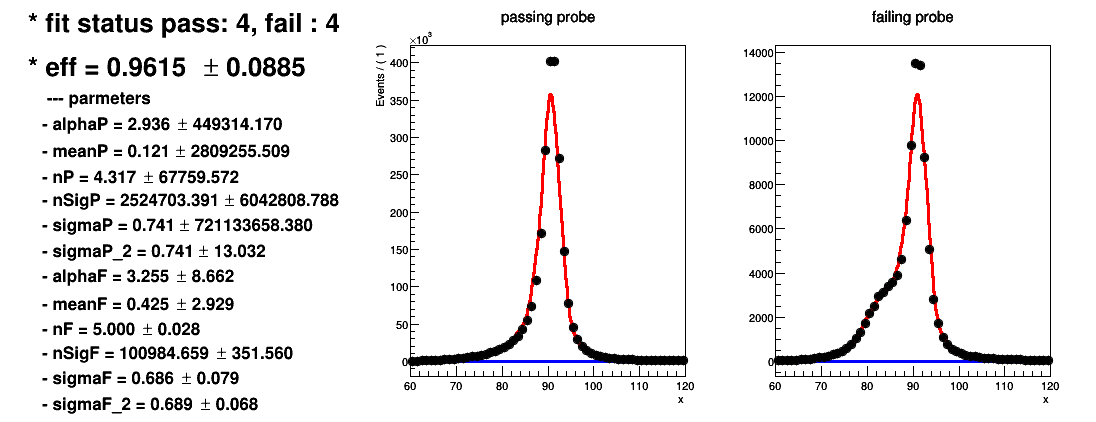 * fit status pass: 4, fail : 4
* eff = 0.9615 ± 0.0885
--- parmeters
- alphaP = 2.936 ± 449314.170
- meanP = 0.121 ± 2809255.509
- nP = 4.317 ± 67759.572
- nSigP = 2524703.391 ± 6042808.788
- sigmaP = 0.741 ± 721133658.380
- sigmaP_2 = 0.741 ± 13.032
- alphaF = 3.255 ± 8.662
- meanF = 0.425 ± 2.929
- nF = 5.000 ± 0.028
- nSigF = 100984.659 ± 351.560
- sigmaF = 0.686 ± 0.079
- sigmaF_2 = 0.689 ± 0.068
passing probe
×10³
Events / ( 1 )
400
350
300
250
200
150
100
50
0
60 70 80 90 100 110 120
x
failing probe
14000
12000
10000
8000
6000
4000
2000
0
60 70 80 90 100 110 120
x